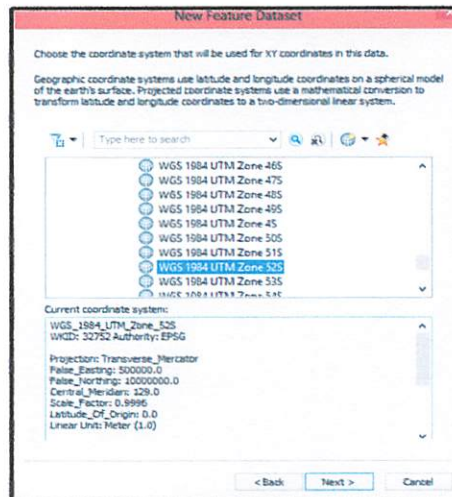 New Feature Dataset
Choose the coordinate system that will be used for XY coordinates in this data.
Geographic coordinate systems use latitude and longitude coordinates on a spherical model
of the earth's surface. Projected coordinate systems use a mathematical conversion to
transform latitude and longitude coordinates to a two-dimensional linear system.
Type here to search
WGS 1984 UTM Zone 46S
WGS 1984 UTM Zone 47S
WGS 1984 UTM Zone 48S
WGS 1984 UTM Zone 49S
WGS 1984 UTM Zone 4S
WGS 1984 UTM Zone 50S
WGS 1984 UTM Zone 51S
WGS 1984 UTM Zone 52S
WGS 1984 UTM Zone 53S
WGS 1984 UTM Zone 54S
Current coordinate system:
WGS_1984_UTM_Zone_52S
WKID: 32752 Authority: EPSG
Projection: Transverse_Mercator
False_Easting: 500000.0
False_Northing: 10000000.0
Central_Meridian: 129.0
Scale_Factor: 0.9996
Latitude_Of_Origin: 0.0
Linear Unit: Meter (1.0)
< Back
Next >
Cancel